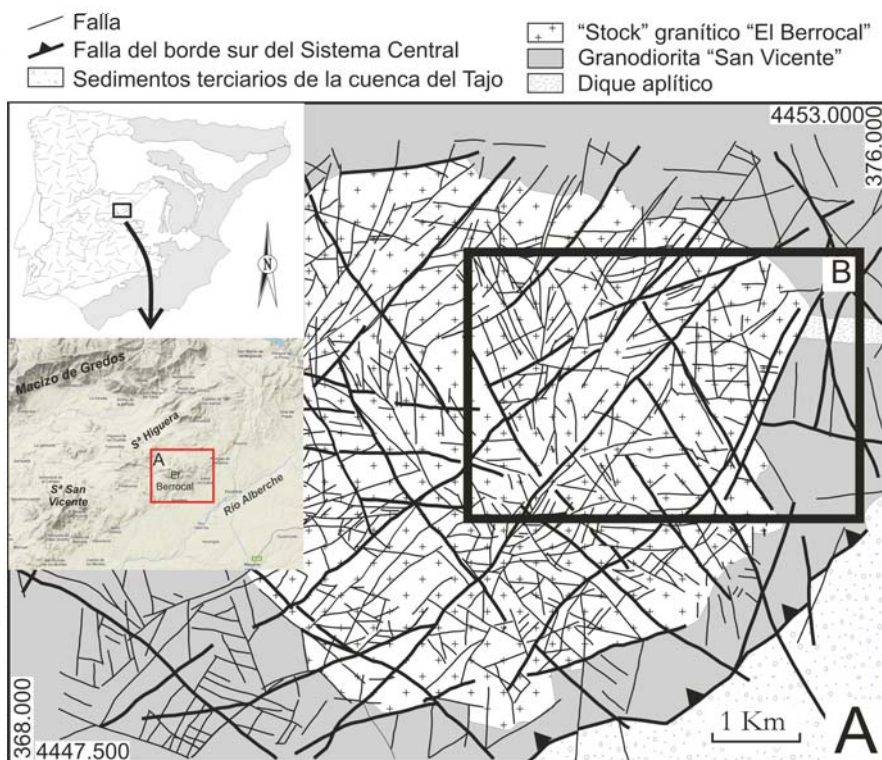 Falla
Falla del borde sur del Sistema Central
Sedimentos terciarios de la cuenca del Tajo
“Stock” granítico “El Berrocal”
Granodiorita “San Vicente”
Dique aplítico
4453.000
376.000
N
B
Macizo de Gredos
Sª Higuera
A
El
Berrocal
Sª San
Vicente
Río Alberche
368.000
4447.500
1 Km
A